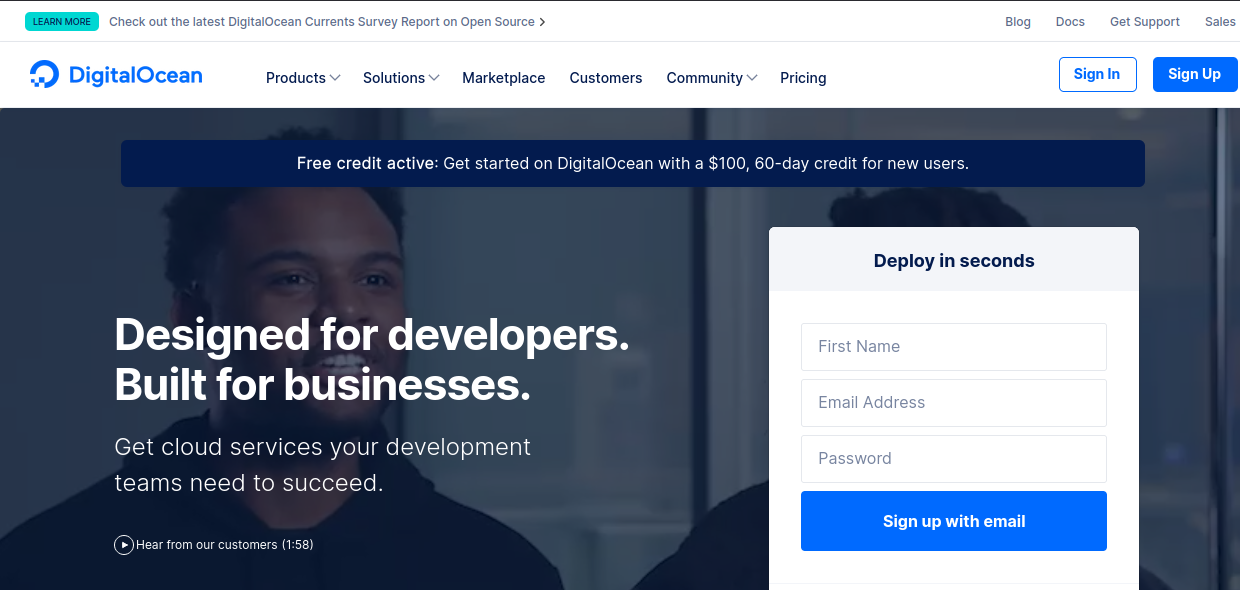 LEARN MORE Check out the latest DigitalOcean Currents Survey Report on Open Source
Blog Docs Get Support Sales
DigitalOcean Products Solutions Marketplace Customers Community Pricing Sign In Sign Up
Free credit active: Get started on DigitalOcean with a $100, 60-day credit for new users.
Designed for developers.
Built for businesses.
Get cloud services your development
teams need to succeed.
Hear from our customers (1:58)
Deploy in seconds
First Name
Email Address
Password
Sign up with email